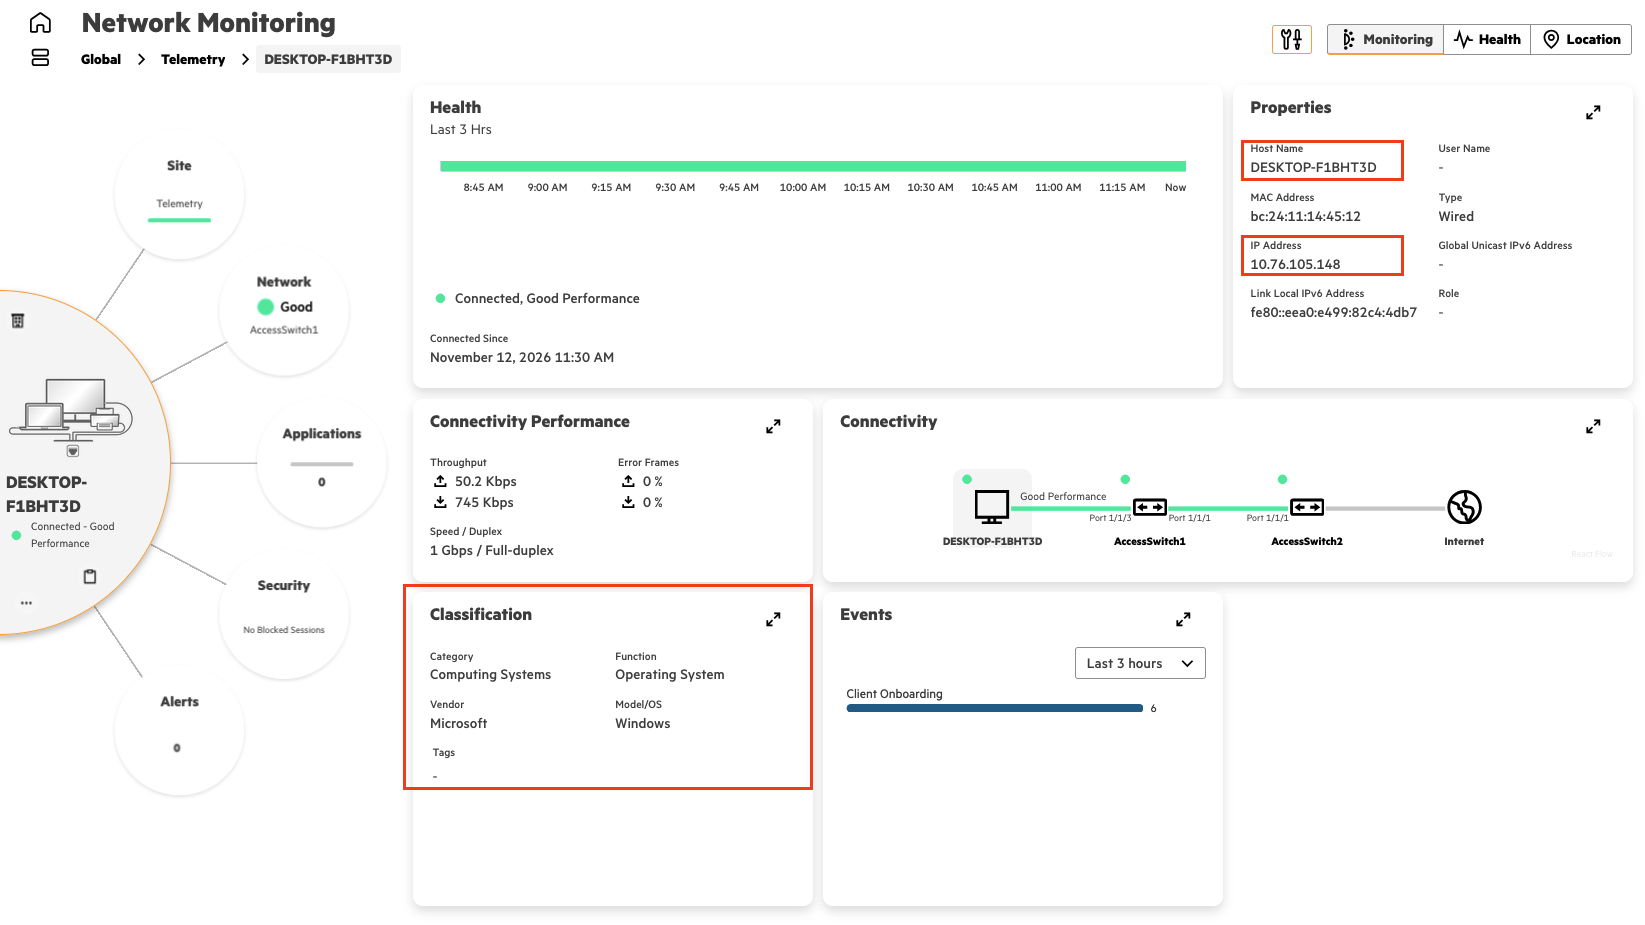 Network Monitoring
Global > Telemetry > DESKTOP-F1BHT3D
Monitoring
Health
Location
Site
Telemetry
Network
Good
AccessSwitch1
Applications
0
DESKTOP-
F1BHT3D
Connected - Good
Performance
...
Security
No Blocked Sessions
Alerts
0
Health
Last 3 Hrs
8:45 AM 9:00 AM 9:15 AM 9:30 AM 9:45 AM 10:00 AM 10:15 AM 10:30 AM 10:45 AM 11:00 AM 11:15 AM Now
Connected, Good Performance
Connected Since
November 12, 2026 11:30 AM
Properties
Host Name
DESKTOP-F1BHT3D
User Name
-
MAC Address
bc:24:11:14:45:12
Type
Wired
IP Address
10.76.105.148
Global Unicast IPv6 Address
-
Link Local IPv6 Address
fe80::eea0:e499:82c4:4db7
Role
-
Connectivity Performance
Throughput
50.2 Kbps
745 Kbps
Error Frames
0 %
0 %
Speed / Duplex
1 Gbps / Full-duplex
Connectivity
Good Performance
Port 1/1/3
Port 1/1/1
Port 1/1/1
DESKTOP-F1BHT3D
AccessSwitch1
AccessSwitch2
Internet
React Flow
Classification
Category
Computing Systems
Function
Operating System
Vendor
Microsoft
Model/OS
Windows
Tags
-
Events
Last 3 hours
Client Onboarding
6